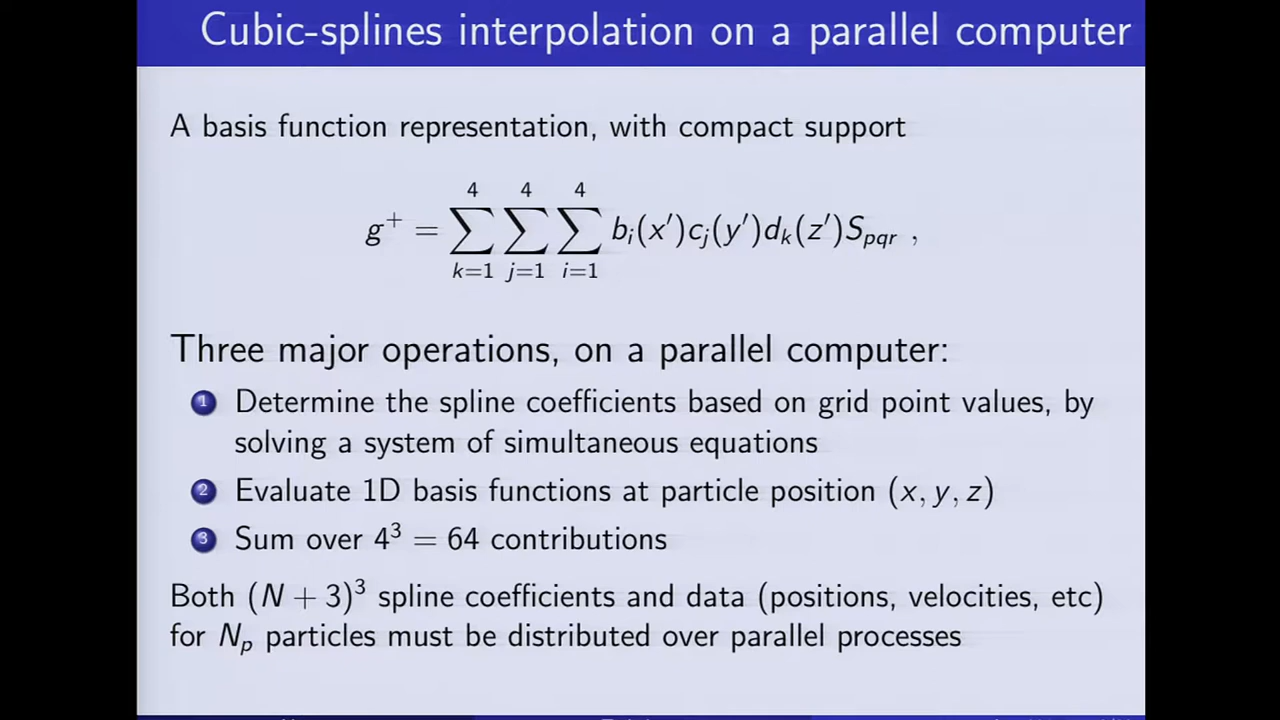 Cubic-splines interpolation on a parallel computer
A basis function representation, with compact support
g⁺ = ∑_{k=1}^{4} ∑_{j=1}^{4} ∑_{i=1}^{4} b_i(x′)c_j(y′)d_k(z′)S_{pqr} ,
Three major operations, on a parallel computer:
1 Determine the spline coefficients based on grid point values, by
solving a system of simultaneous equations
2 Evaluate 1D basis functions at particle position (x, y, z)
3 Sum over 4³ = 64 contributions
Both (N + 3)³ spline coefficients and data (positions, velocities, etc)
for N_p particles must be distributed over parallel processes